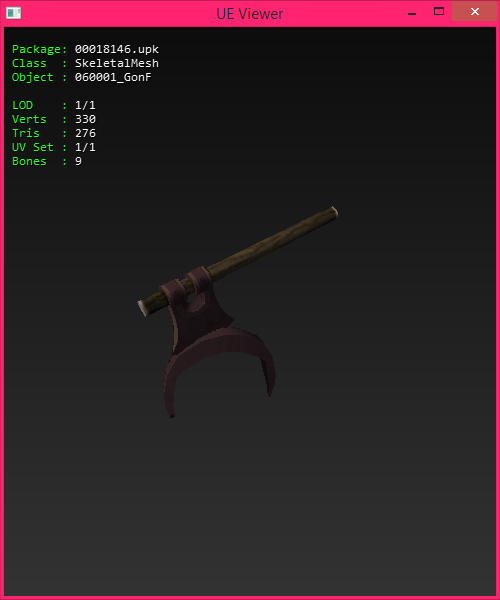 UE Viewer
Package: 00018146.upk
Class : SkeletalMesh
Object : 060001_GonF
LOD : 1/1
Verts : 330
Tris : 276
UV Set : 1/1
Bones : 9